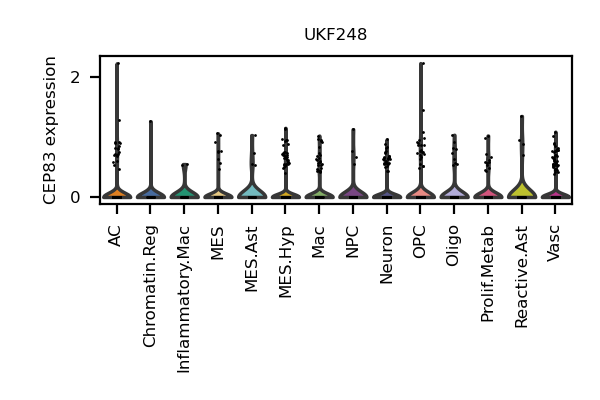 UKF248
CEP83 expression
2
0
AC
Chromatin.Reg
Inflammatory.Mac
MES
MES.Ast
MES.Hyp
Mac
NPC
Neuron
OPC
Oligo
Prolif.Metab
Reactive.Ast
Vasc